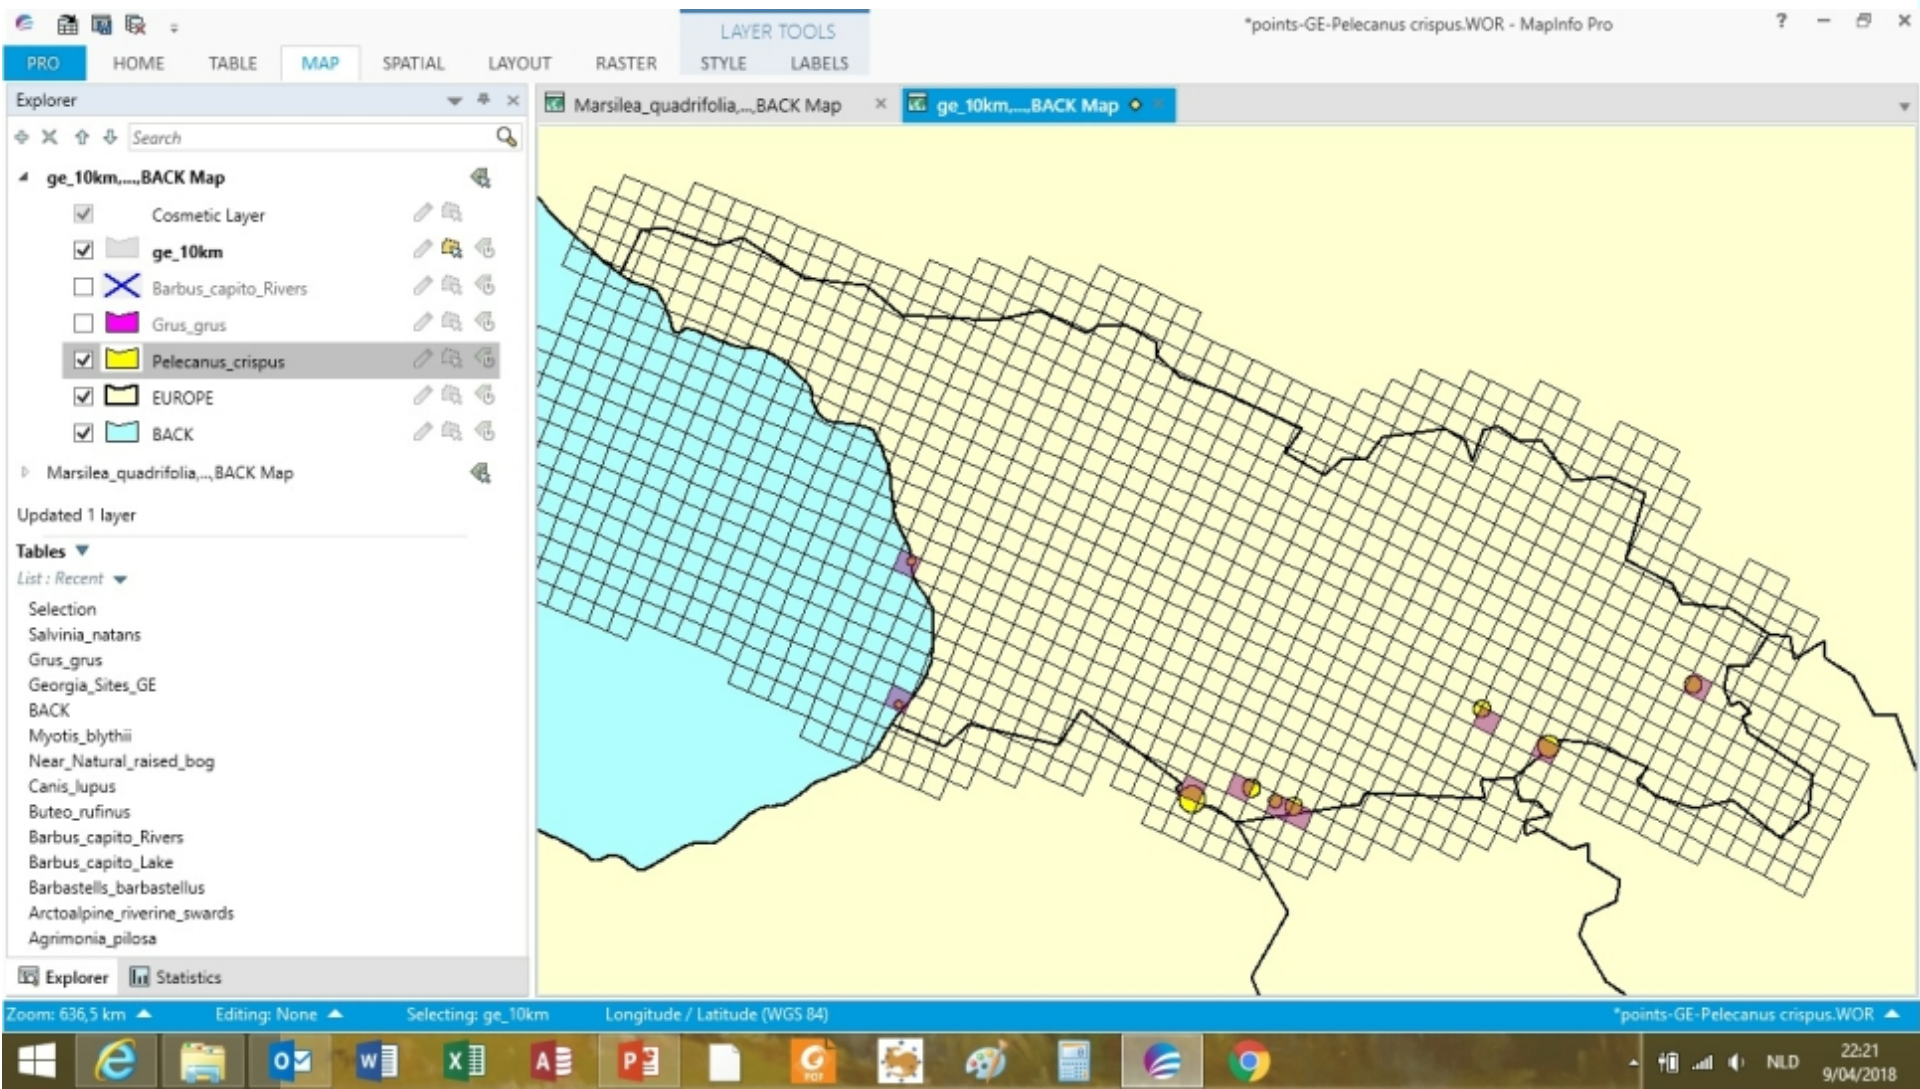 *points-GE-Pelecanus crispus.WOR - MapInfo Pro
LAYER TOOLS
PRO HOME TABLE MAP SPATIAL LAYOUT RASTER STYLE LABELS
Explorer
Marsilea_quadrifolia,...,BACK Map
ge_10km,...,BACK Map
Search
ge_10km,...,BACK Map
Cosmetic Layer
ge_10km
Barbus_capito_Rivers
Grus_grus
Pelecanus_crispus
EUROPE
BACK
Marsilea_quadrifolia,...,BACK Map
Updated 1 layer
Tables
List : Recent
Selection
Salvinia_natans
Grus_grus
Georgia_Sites_GE
BACK
Myotis_blythii
Near_Natural_raised_bog
Canis_lupus
Buteo_rufinus
Barbus_capito_Rivers
Barbus_capito_Lake
Barbastells_barbastellus
Arctoalpine_riverine_swards
Agrimonia_pilosa
Explorer Statistics
Zoom: 636,5 km Editing: None Selecting: ge_10km Longitude / Latitude (WGS 84) *points-GE-Pelecanus crispus.WOR
NLD
22:21
9/04/2018